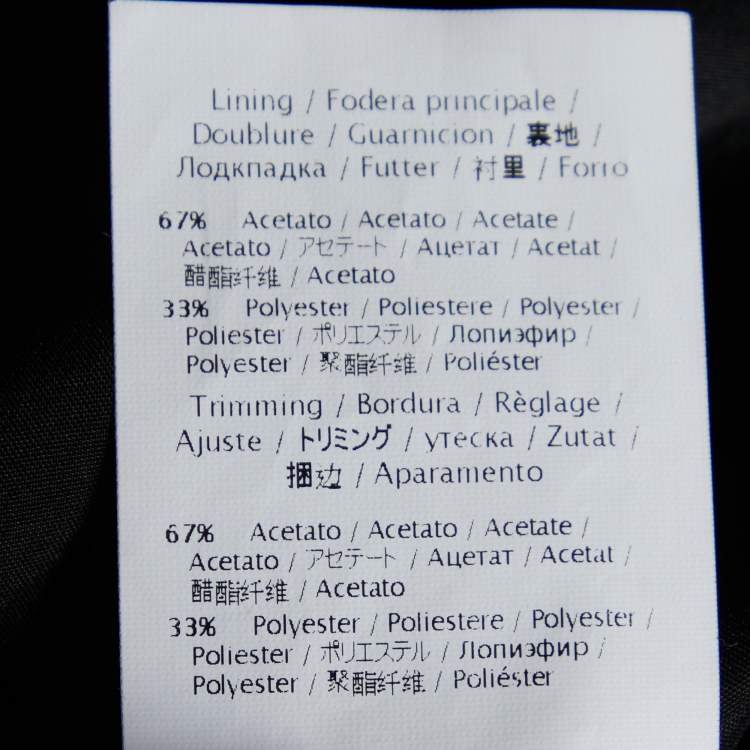 Lining / Fodera principale /
Doublure / Guarnicion / 裏地 /
Лодкпадка / Futter / 衬里 / Forro
67% Acetato / Acetato / Acetate /
Acetato / アセテート / Ацетат / Acetat /
醋酯纤维 / Acetato
33% Polyester / Poliestere / Polyester /
Poliester / ポリエステル / Лопиэфир /
Polyester / 聚酯纤维 / Poliéster
Trimming / Bordura / Règlage /
Ajuste / トリミング / утеска / Zutat /
捆边 / Aparamento
67% Acetato / Acetato / Acetate /
Acetato / アセテート / Ацетат / Acetat /
醋酯纤维 / Acetato
33% Polyester / Poliestere / Polyester /
Poliester / ポリエステル / Лопиэфир /
Polyester / 聚酯纤维 / Poliéster